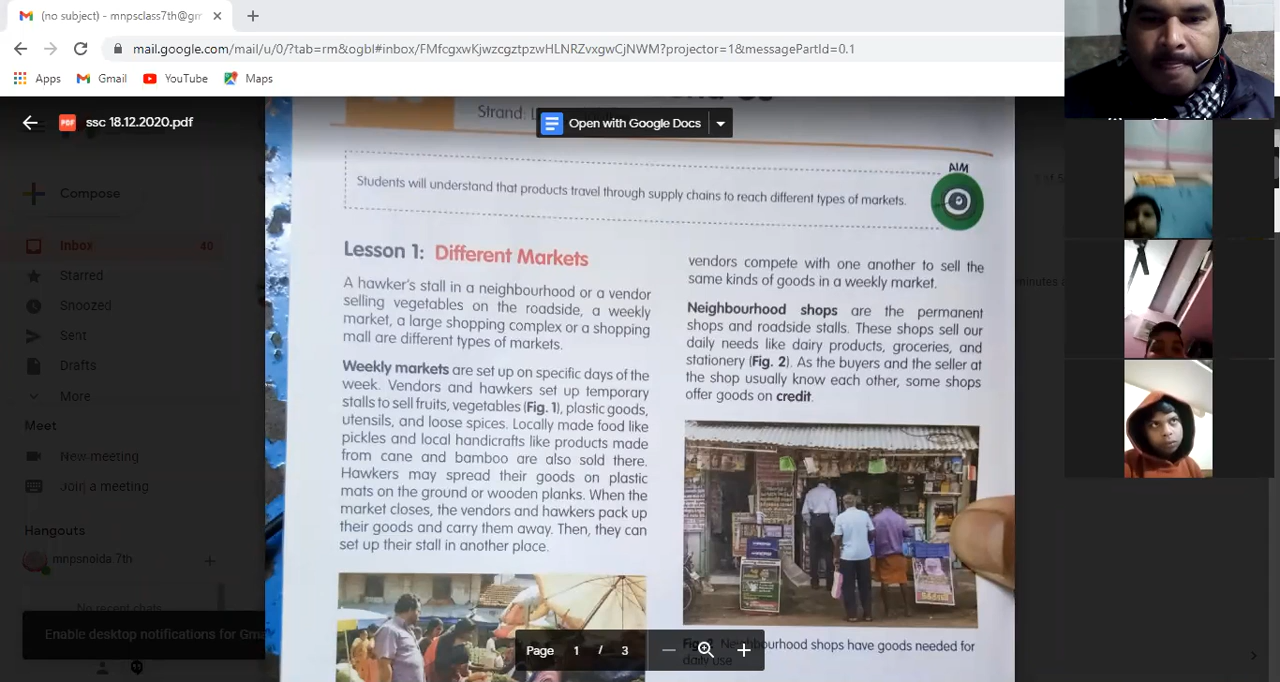 (no subject) - mnpsclass7th@gm
mail.google.com/mail/u/0/?tab=rm&ogbl#inbox/FMfcgxwKjwzcgztpzwHLNRZvxgwCjNWM?projector=1&messagePartId=0.1
Apps Gmail YouTube Maps
PDF ssc 18.12.2020.pdf
Open with Google Docs
Compose
Inbox 40
Starred
Snoozed
Sent
Drafts
More
Meet
New meeting
Join a meeting
Hangouts
mnpsnoida 7th
No recent chats
Enable desktop notifications for Gma
Strand:
AIM
Students will understand that products travel through supply chains to reach different types of markets.
Lesson 1: Different Markets
A hawker's stall in a neighbourhood or a vendor
selling vegetables on the roadside, a weekly
market, a large shopping complex or a shopping
mall are different types of markets.
Weekly markets are set up on specific days of the
week. Vendors and hawkers set up temporary
stalls to sell fruits, vegetables (Fig. 1), plastic goods,
utensils, and loose spices. Locally made food like
pickles and local handicrafts like products made
from cane and bamboo are also sold there.
Hawkers may spread their goods on plastic
mats on the ground or wooden planks. When the
market closes, the vendors and hawkers pack up
their goods and carry them away. Then, they can
set up their stall in another place.
vendors compete with one another to sell the
same kinds of goods in a weekly market.
Neighbourhood shops are the permanent
shops and roadside stalls. These shops sell our
daily needs like dairy products, groceries, and
stationery (Fig. 2). As the buyers and the seller at
the shop usually know each other, some shops
offer goods on credit.
Neighbourhood shops have goods needed for
daily use
Page 1 / 3